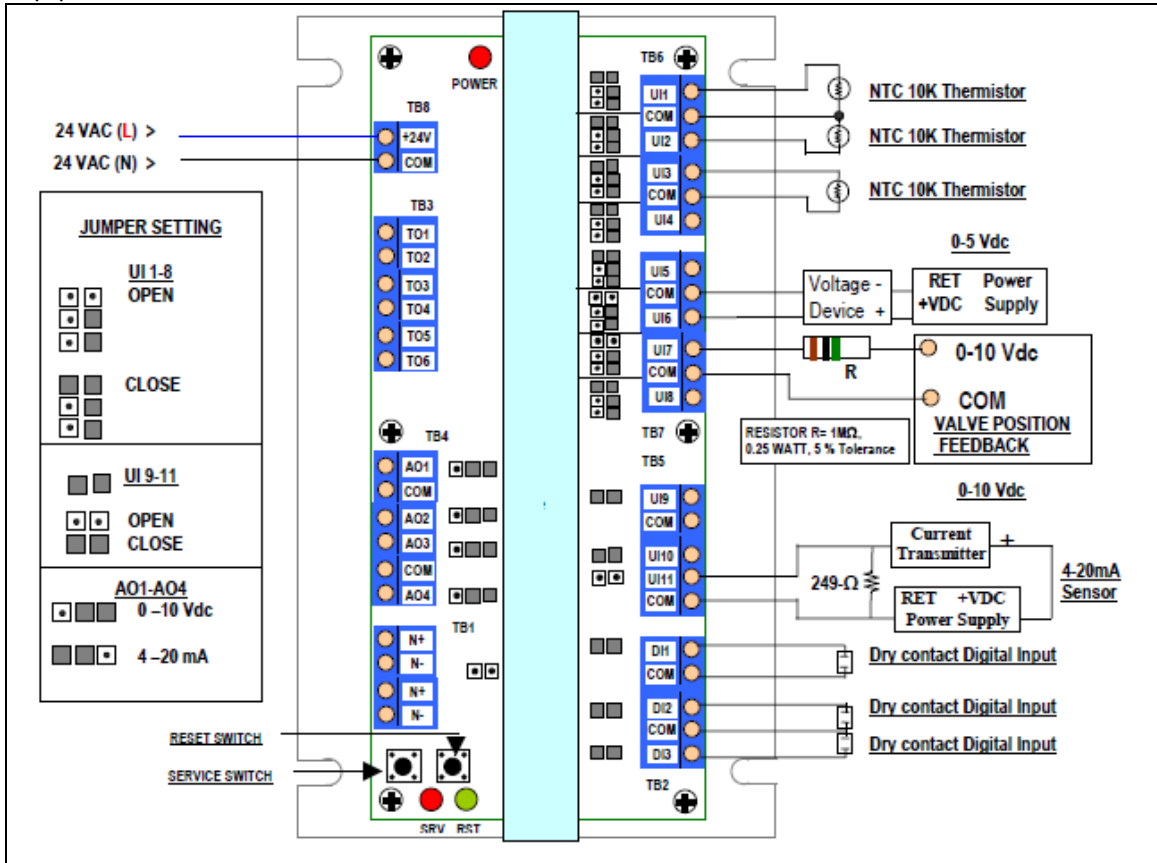 POWER
TB8
24 VAC (L) >
+24V
24 VAC (N) >
COM
JUMPER SETTING
UI 1-8
OPEN
CLOSE
UI 9-11
OPEN
CLOSE
AO1-AO4
0 –10 Vdc
4 –20 mA
TB3
TO1
TO2
TO3
TO4
TO5
TO6
TB4
AO1
COM
AO2
AO3
COM
AO4
TB1
N+
N-
N+
N-
RESET SWITCH
SERVICE SWITCH
SRV RST
TB6
UI1
COM
UI2
UI3
COM
UI4
UI5
COM
UI6
UI7
COM
UI8
TB7
TB5
UI9
COM
UI10
UI11
COM
DI1
COM
DI2
COM
DI3
TB2
NTC 10K Thermistor
NTC 10K Thermistor
NTC 10K Thermistor
0-5 Vdc
Voltage -
Device +
RET Power
+VDC Supply
R
0-10 Vdc
COM
VALVE POSITION
FEEDBACK
RESISTOR R= 1MΩ,
0.25 WATT, 5 % Tolerance
0-10 Vdc
Current
Transmitter
+
249-Ω
RET +VDC
Power Supply
4-20mA
Sensor
Dry contact Digital Input
Dry contact Digital Input
Dry contact Digital Input